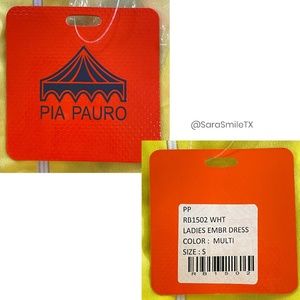 PIA PAURO
@SaraSmileTX
PP
RB1502 WHT
LADIES EMBR DRESS
COLOR : MULTI
SIZE : S
RB1502